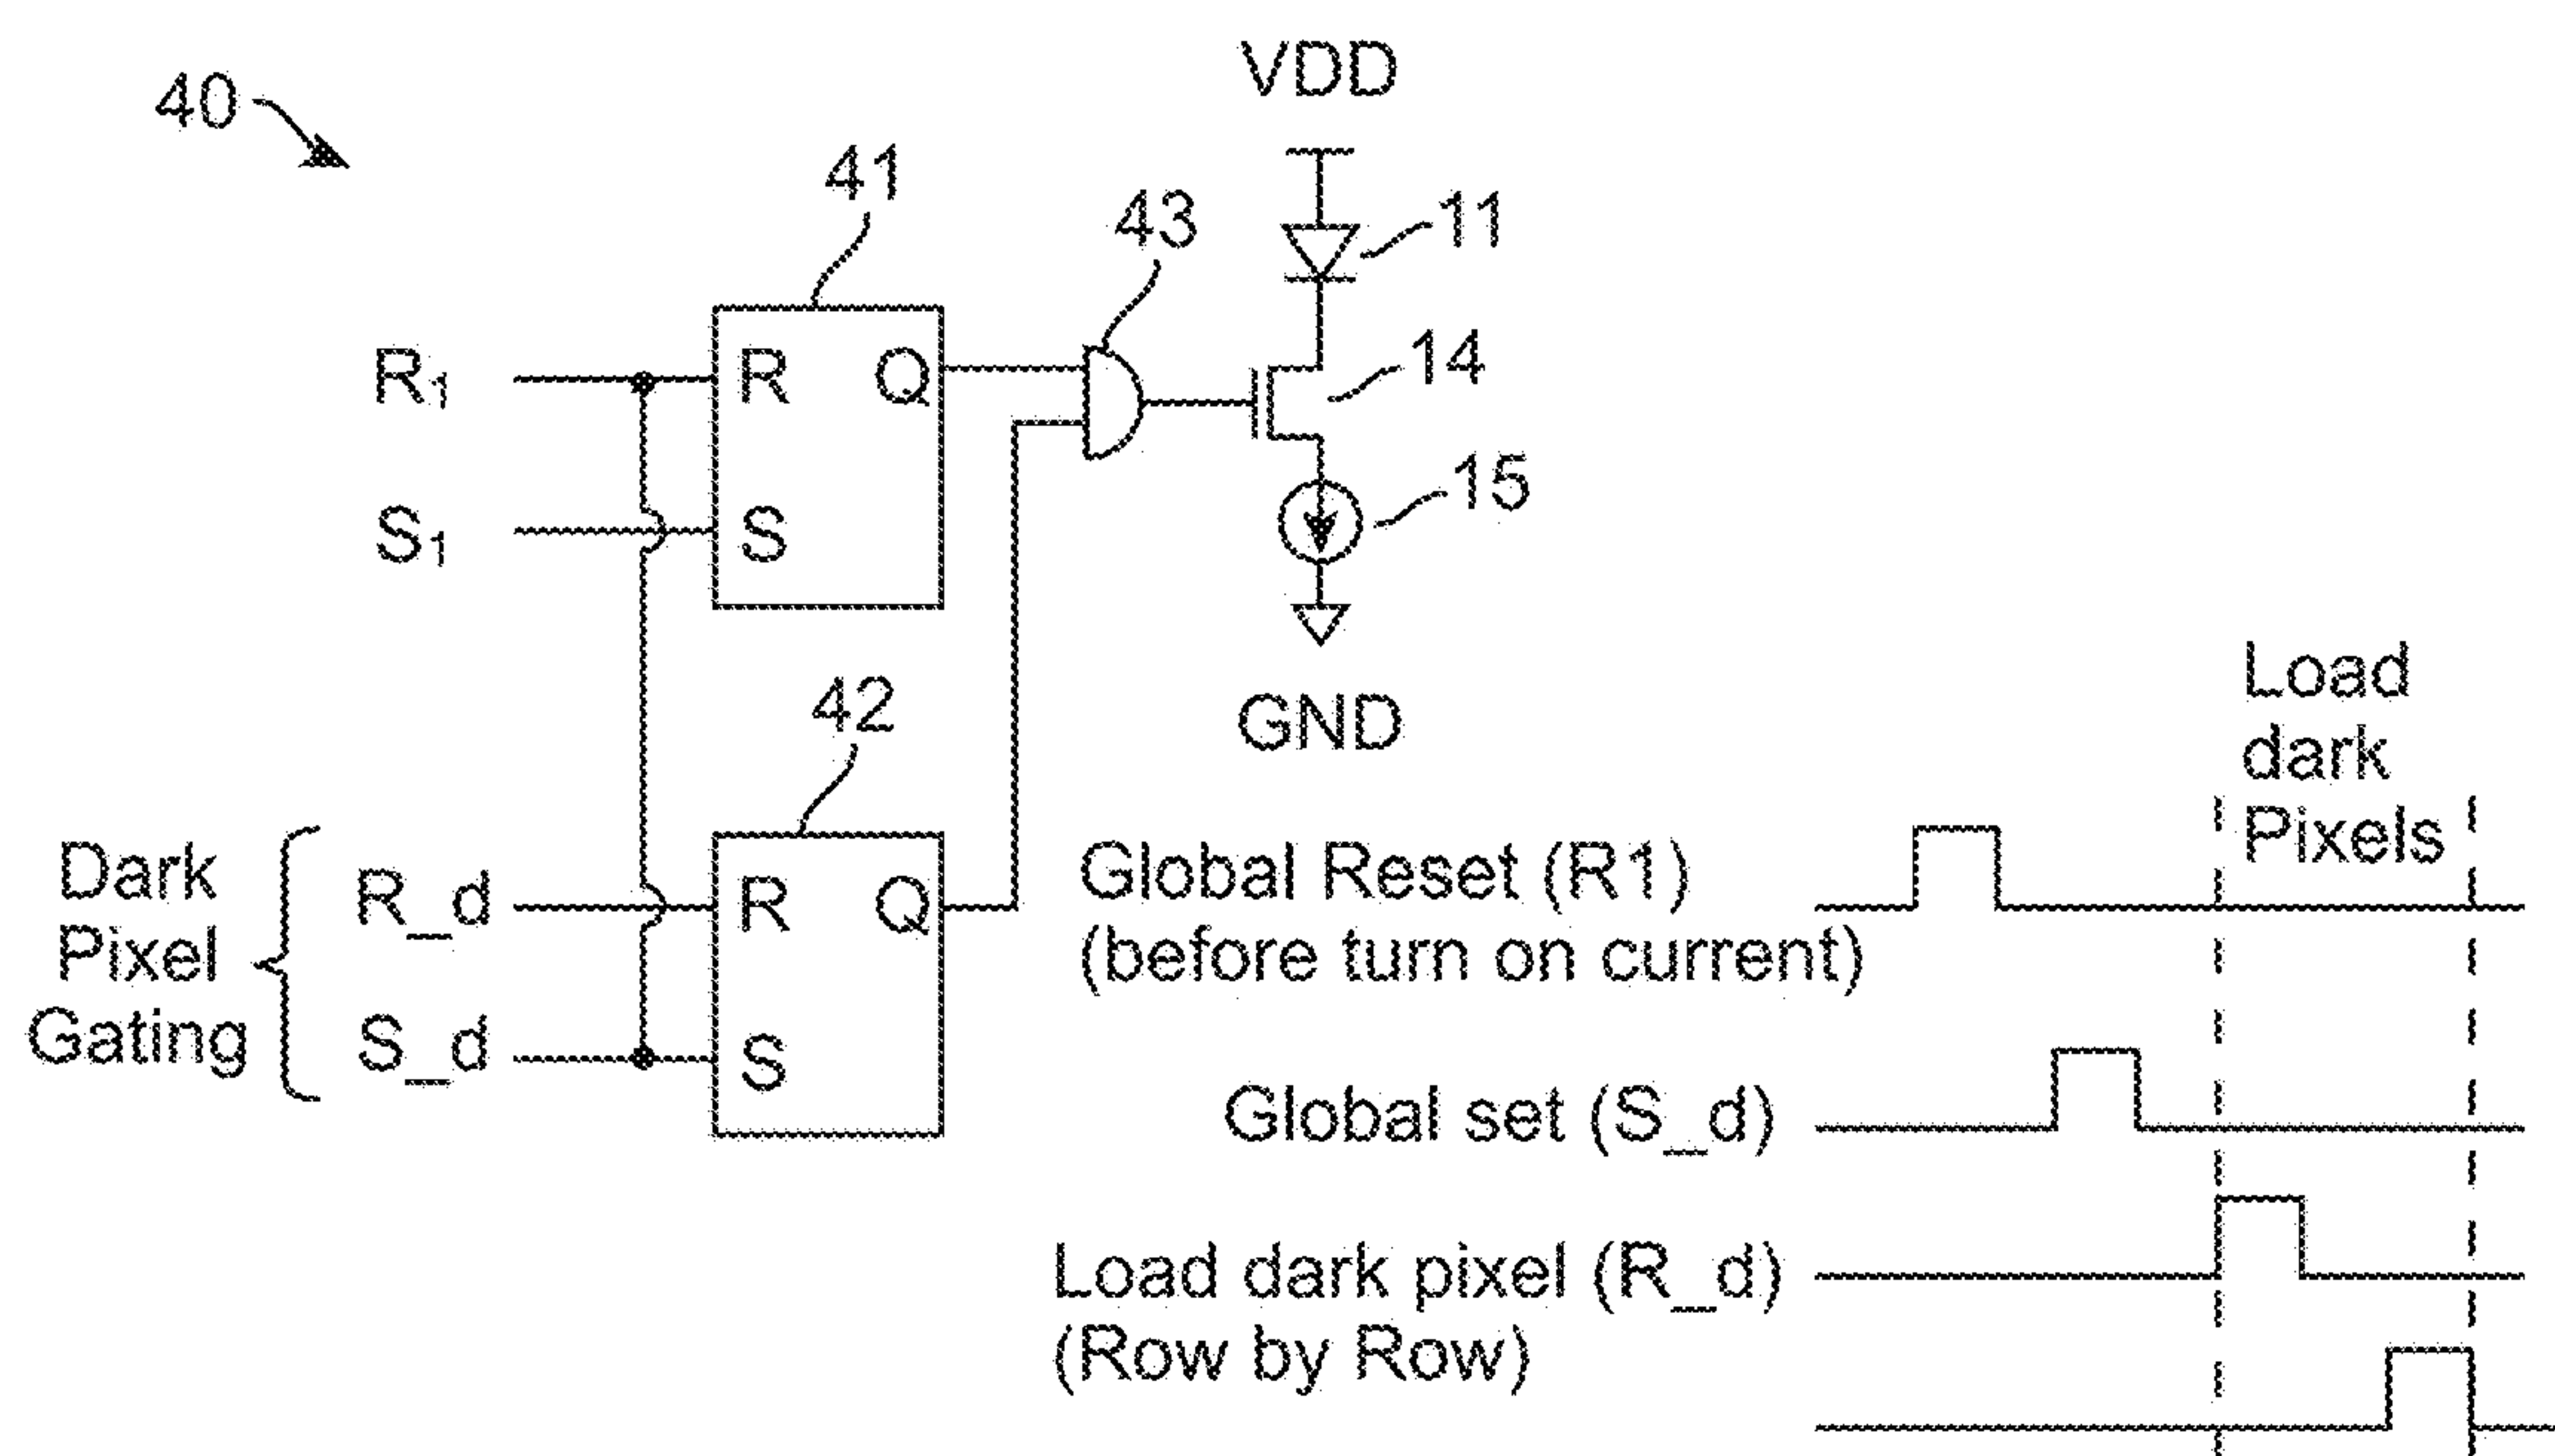 40
VDD
41
43
11
R₁
R
Q
14
S₁
S
15
42
GND
Load
dark
Pixels
Dark
Pixel
Gating
R_d
R
Q
S_d
S
Global Reset (R1)
(before turn on current)
Global set (S_d)
Load dark pixel (R_d)
(Row by Row)